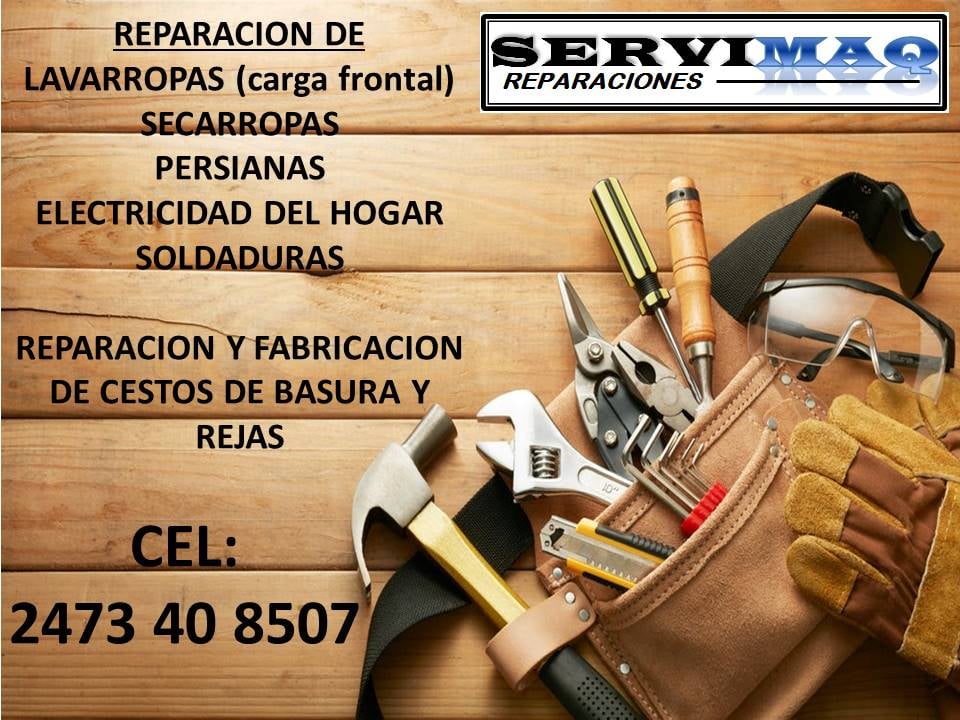 REPARACION DE
LAVARROPAS (carga frontal)
SECARROPAS
PERSIANAS
ELECTRICIDAD DEL HOGAR
SOLDADURAS
REPARACION Y FABRICACION
DE CESTOS DE BASURA Y
REJAS
CEL:
2473 40 8507
SERVIMAQ
REPARACIONES